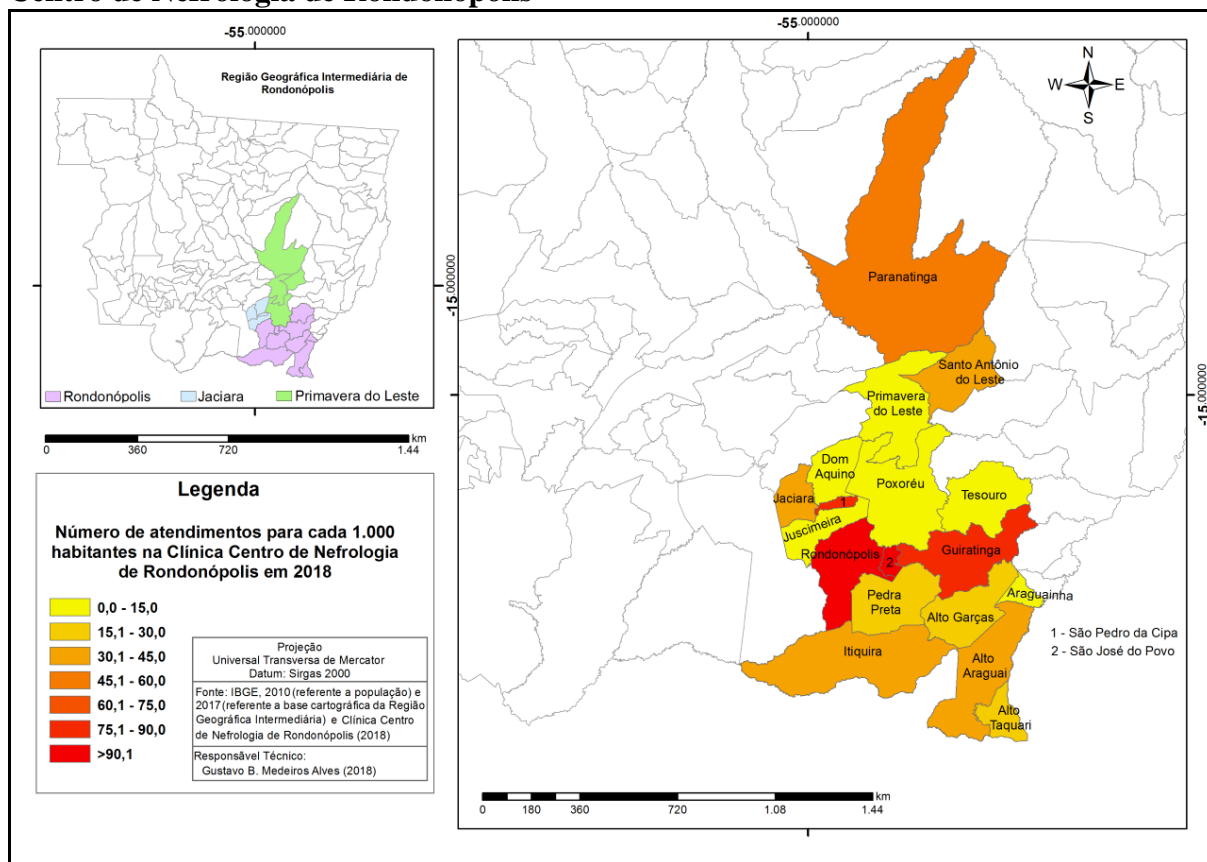 Centro de Nefrologia de Rondonópolis
-55.000000
Região Geográfica Intermediária de
Rondonópolis
-15.000000
Rondonópolis
Jaciara
Primavera do Leste
km
0
360
720
1.44
Legenda
Número de atendimentos para cada 1.000
habitantes na Clínica Centro de Nefrologia
de Rondonópolis em 2018
0,0 - 15,0
15,1 - 30,0
30,1 - 45,0
45,1 - 60,0
60,1 - 75,0
75,1 - 90,0
>90,1
Projeção
Universal Transversa de Mercator
Datum: Sirgas 2000
Fonte: IBGE, 2010 (referente a população) e
2017 (referente a base cartográfica da Região
Geográfica Intermediária) e Clínica Centro
de Nefrologia de Rondonópolis (2018)
Responsável Técnico:
Gustavo B. Medeiros Alves (2018)
-55.000000
N
W
E
S
Paranatinga
Santo Antônio
do Leste
Primavera
do Leste
-15.000000
Dom
Aquino
Poxoréu
Tesouro
Jaciara
1
Juscimeira
Rondonópolis
2
Guiratinga
Pedra
Preta
Araguainha
Alto Garças
1 - São Pedro da Cipa
2 - São José do Povo
Itiquira
Alto
Araguai
Alto
Taquari
km
0
180
360
720
1.08
1.44
-55.000000